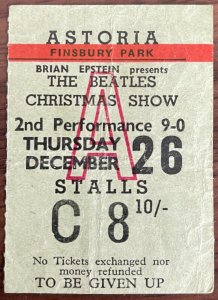 ASTORIA
FINSBURY PARK
BRIAN EPSTEIN presents
THE BEATLES
CHRISTMAS SHOW
2nd Performance 9-0
A
THURSDAY
DECEMBER 26
STALLS
C 8 10/-
No Tickets exchanged nor
money refunded
TO BE GIVEN UP